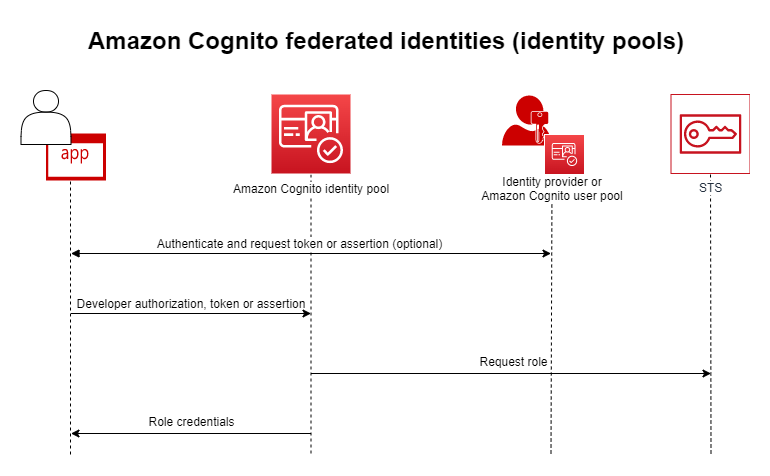 Amazon Cognito federated identities (identity pools)
app
Amazon Cognito identity pool
Identity provider or
Amazon Cognito user pool
STS
Authenticate and request token or assertion (optional)
Developer authorization, token or assertion
Request role
Role credentials